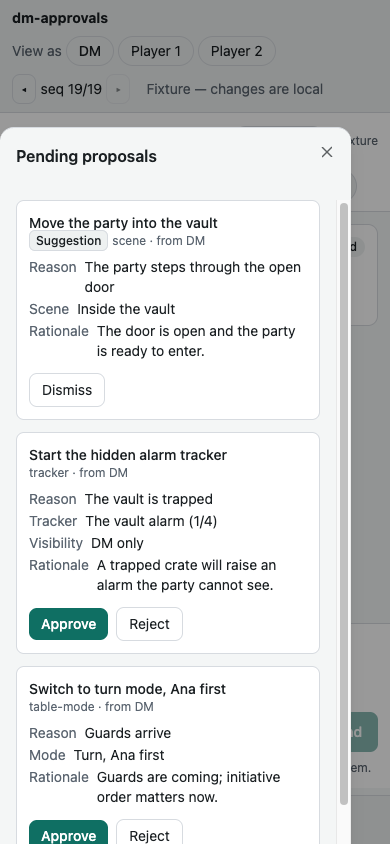 dm-approvals
View as DM Player 1 Player 2
◂ seq 19/19 ▸ Fixture — changes are local
xture
Pending proposals ×
d
Move the party into the vault
Suggestion scene · from DM
Reason The party steps through the open
door
Scene Inside the vault
Rationale The door is open and the party
is ready to enter.
Dismiss
Start the hidden alarm tracker
tracker · from DM
Reason The vault is trapped
Tracker The vault alarm (1/4)
Visibility DM only
Rationale A trapped crate will raise an
alarm the party cannot see.
Approve Reject
Switch to turn mode, Ana first
table-mode · from DM
Reason Guards arrive
Mode Turn, Ana first
nd
Rationale Guards are coming; initiative
em.
order matters now.
Approve Reject